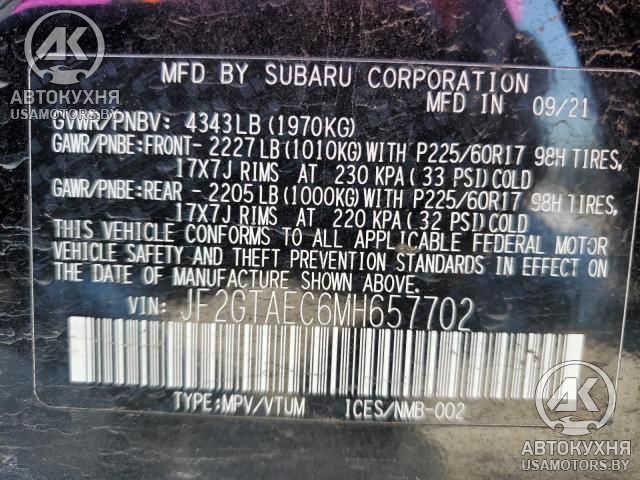 АК
АВТОКУХНЯ
USAMOTORS.BY
MFD BY SUBARU CORPORATION
MFD IN 09/21
GVWR/PNBV: 4343LB (1970KG)
GAWR/PNBE:FRONT- 2227LB (1010KG) WITH P225/60R17 98H TIRES,
17X7J RIMS AT 230 KPA (33 PSI) COLD
GAWR/PNBE:REAR - 2205LB (1000KG) WITH P225/60R17 98H TIRES,
17X7J RIMS AT 220 KPA (32 PSI) COLD
THIS VEHICLE CONFORMS TO ALL APPLICABLE FEDERAL MOTOR
VEHICLE SAFETY AND THEFT PREVENTION STANDARDS IN EFFECT ON
THE DATE OF MANUFACTURE SHOWN ABOVE.
VIN: JF2GTAEC6MH657702
TYPE:MPV/VTUM ICES/NMB-002
АК
АВТОКУХНЯ
USAMOTORS.BY